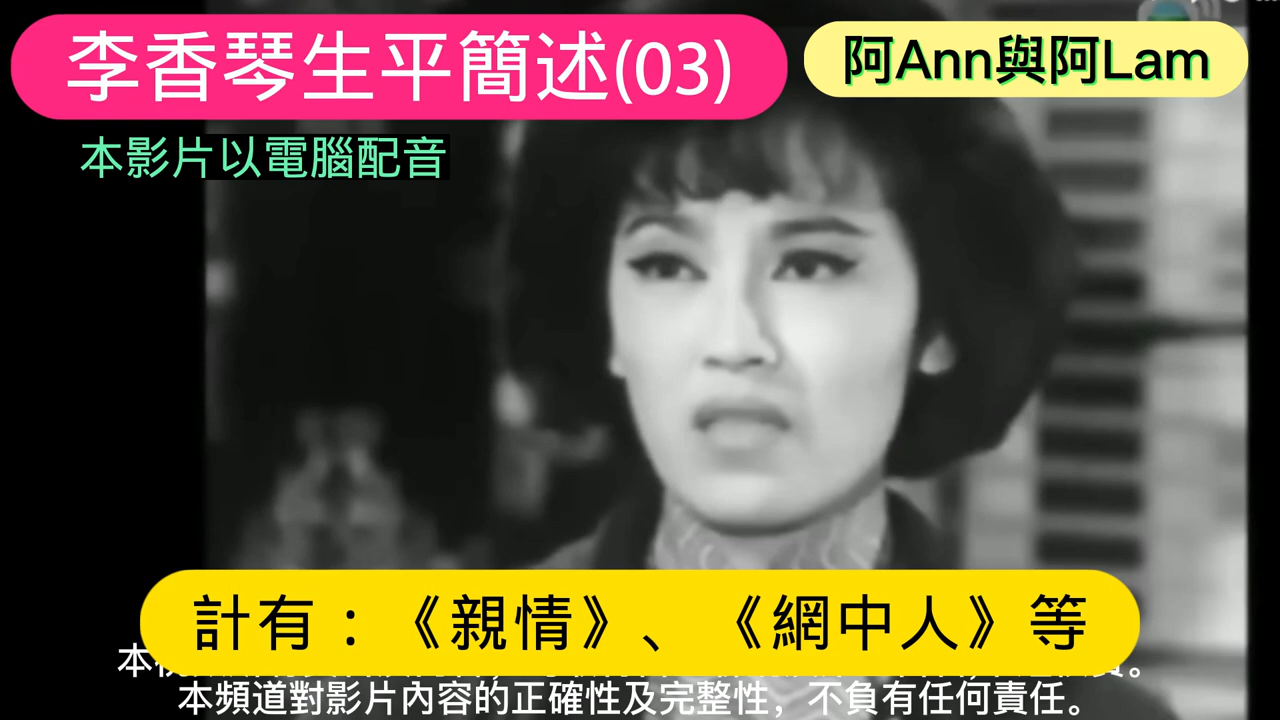 李香琴生平簡述(03)
阿Ann與阿Lam
本影片以電腦配音
計有：《親情》、《網中人》等
本頻道對影片內容的正確性及完整性，不負有任何責任。